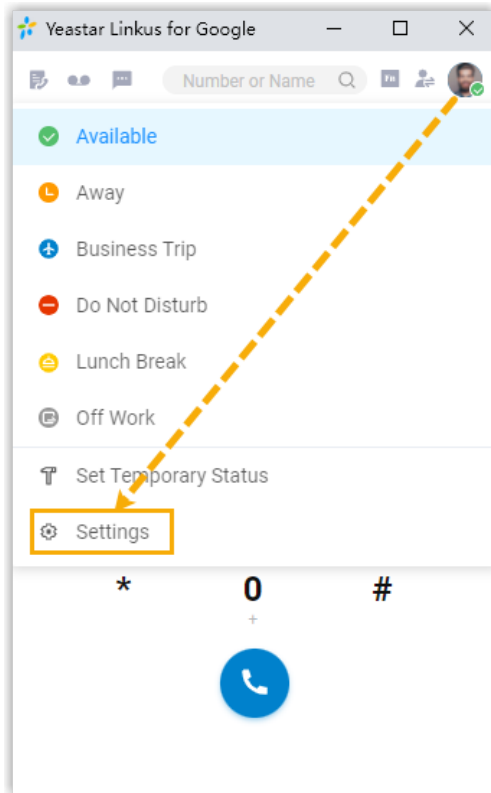 Yeastar Linkus for Google
Number or Name
Fn
Available
Away
Business Trip
Do Not Disturb
Lunch Break
Off Work
Set Temporary Status
Settings
* 0 #
+